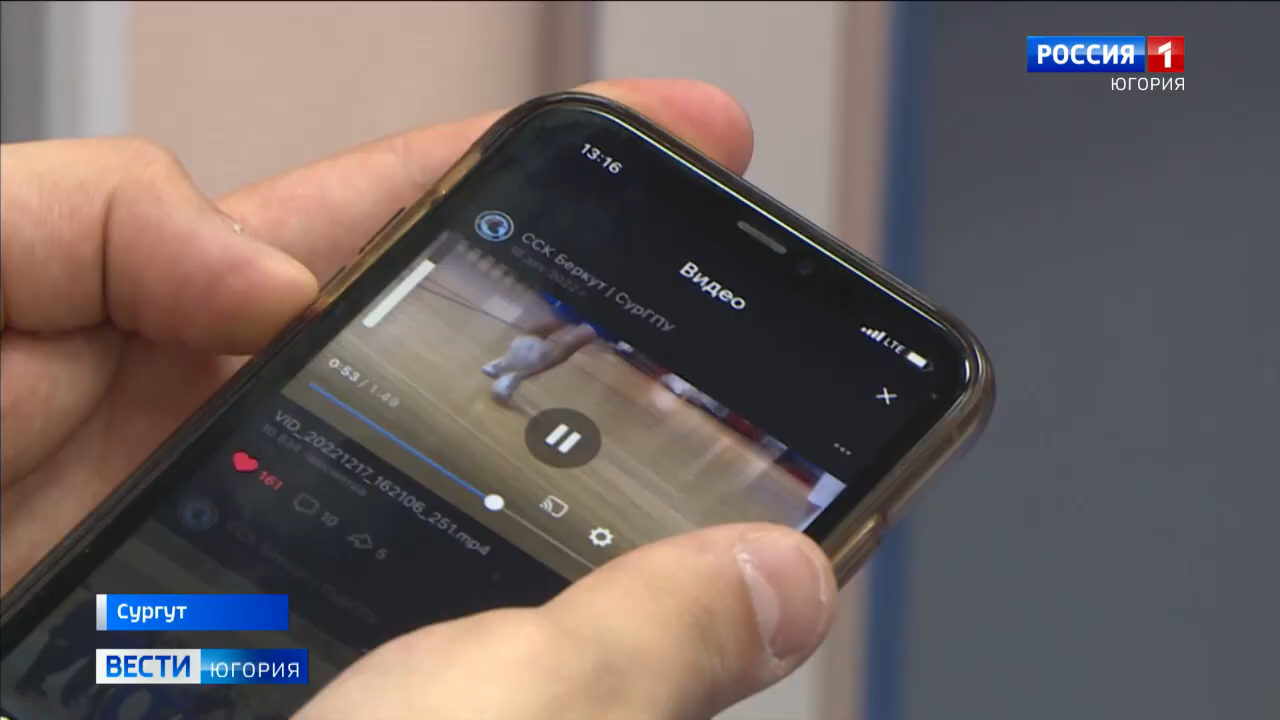 РОССИЯ 1
ЮГОРИЯ
13:16
LTE
Видео
ССК Беркут | СурГПУ
0:53 / 1:49
VID_20221217_162106_251.mp4
161
10
5
Сургут
ВЕСТИ ЮГОРИЯ